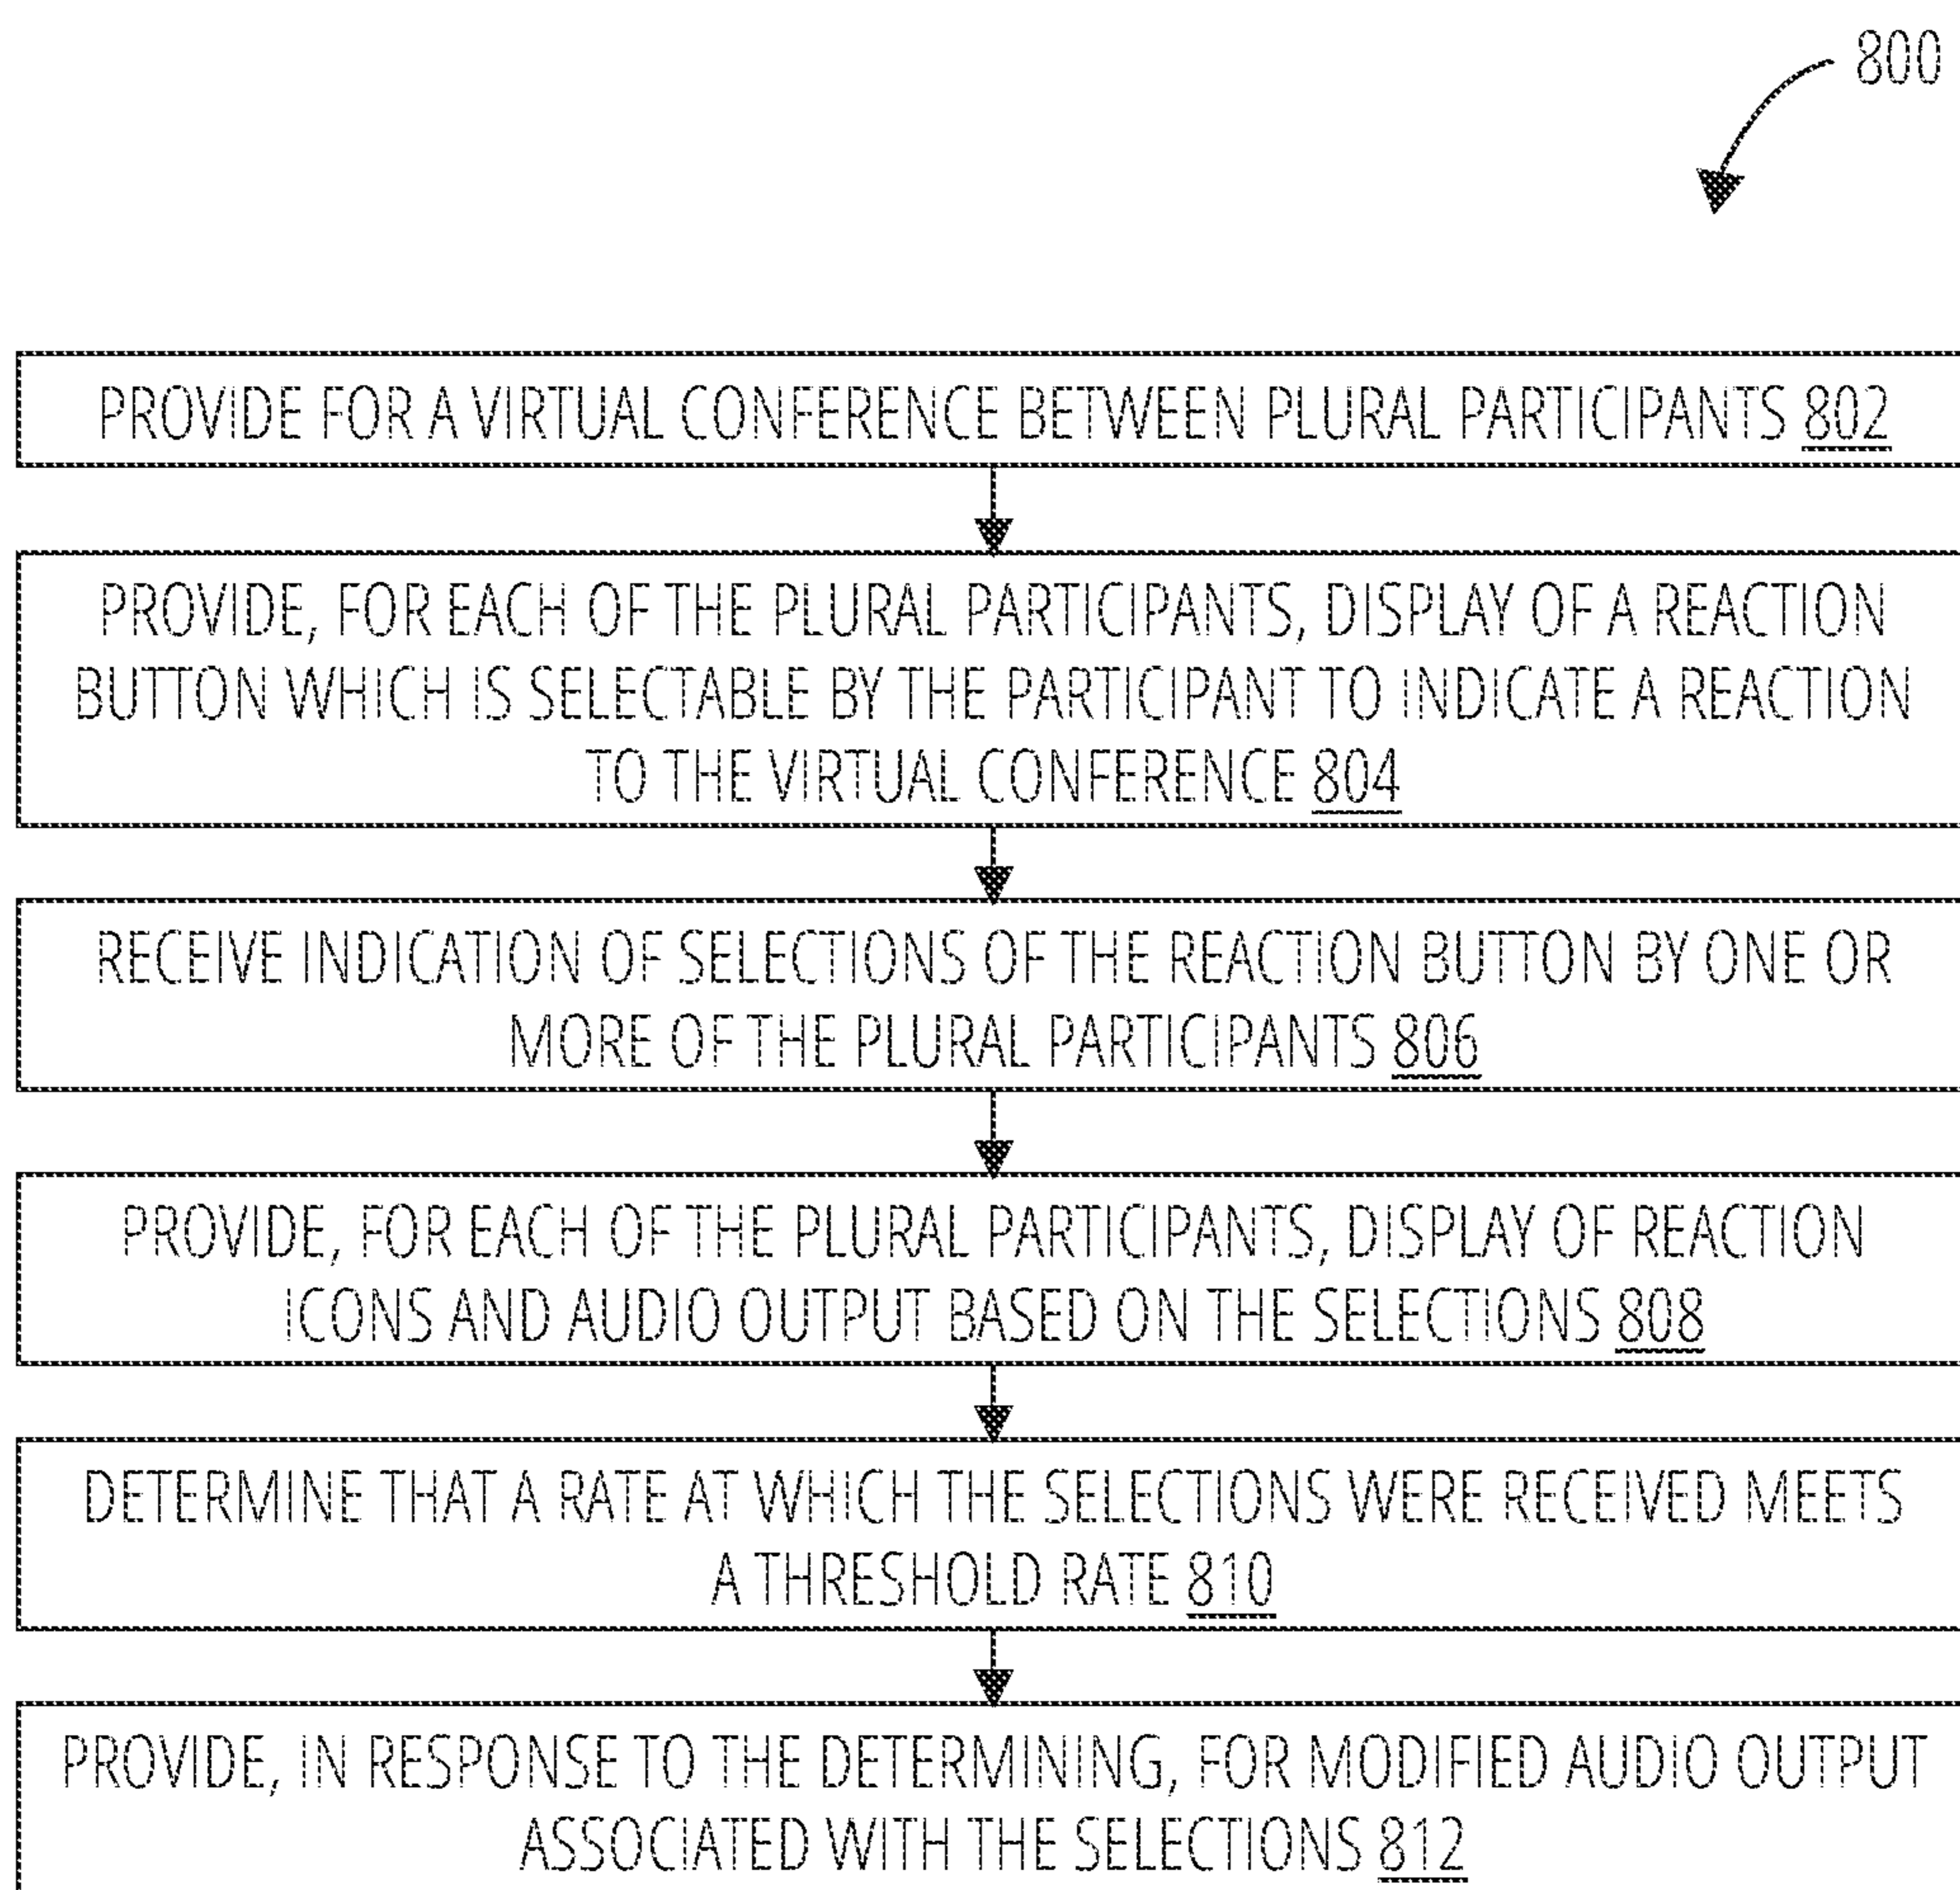 800
PROVIDE FOR A VIRTUAL CONFERENCE BETWEEN PLURAL PARTICIPANTS 802
PROVIDE, FOR EACH OF THE PLURAL PARTICIPANTS, DISPLAY OF A REACTION
BUTTON WHICH IS SELECTABLE BY THE PARTICIPANT TO INDICATE A REACTION
TO THE VIRTUAL CONFERENCE 804
RECEIVE INDICATION OF SELECTIONS OF THE REACTION BUTTON BY ONE OR
MORE OF THE PLURAL PARTICIPANTS 806
PROVIDE, FOR EACH OF THE PLURAL PARTICIPANTS, DISPLAY OF REACTION
ICONS AND AUDIO OUTPUT BASED ON THE SELECTIONS 808
DETERMINE THAT A RATE AT WHICH THE SELECTIONS WERE RECEIVED MEETS
A THRESHOLD RATE 810
PROVIDE, IN RESPONSE TO THE DETERMINING, FOR MODIFIED AUDIO OUTPUT
ASSOCIATED WITH THE SELECTIONS 812